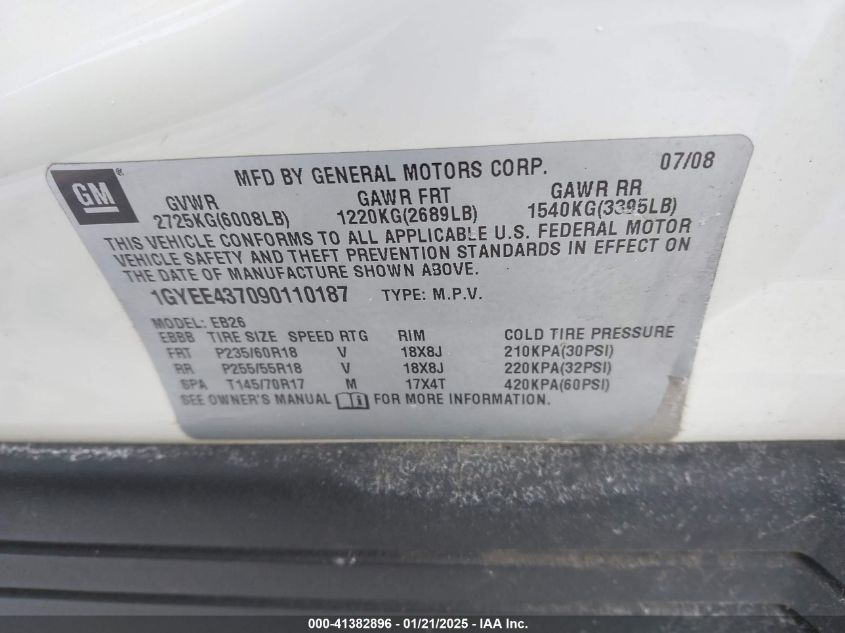 MFD BY GENERAL MOTORS CORP. 07/08
GM
GVWR GAWR FRT GAWR RR
2725KG(6008LB) 1220KG(2689LB) 1540KG(3395LB)
THIS VEHICLE CONFORMS TO ALL APPLICABLE U.S. FEDERAL MOTOR
VEHICLE SAFETY AND THEFT PREVENTION STANDARDS IN EFFECT ON
THE DATE OF MANUFACTURE SHOWN ABOVE.
1GYEE437090110187 TYPE: M.P.V.
MODEL: EB26
EBBB TIRE SIZE SPEED RTG RIM COLD TIRE PRESSURE
FRT P235/60R18 V 18X8J 210KPA(30PSI)
RR P255/55R18 V 18X8J 220KPA(32PSI)
SPA T145/70R17 M 17X4T 420KPA(60PSI)
SEE OWNER'S MANUAL FOR MORE INFORMATION.
000-41382896 - 01/21/2025 - IAA Inc.